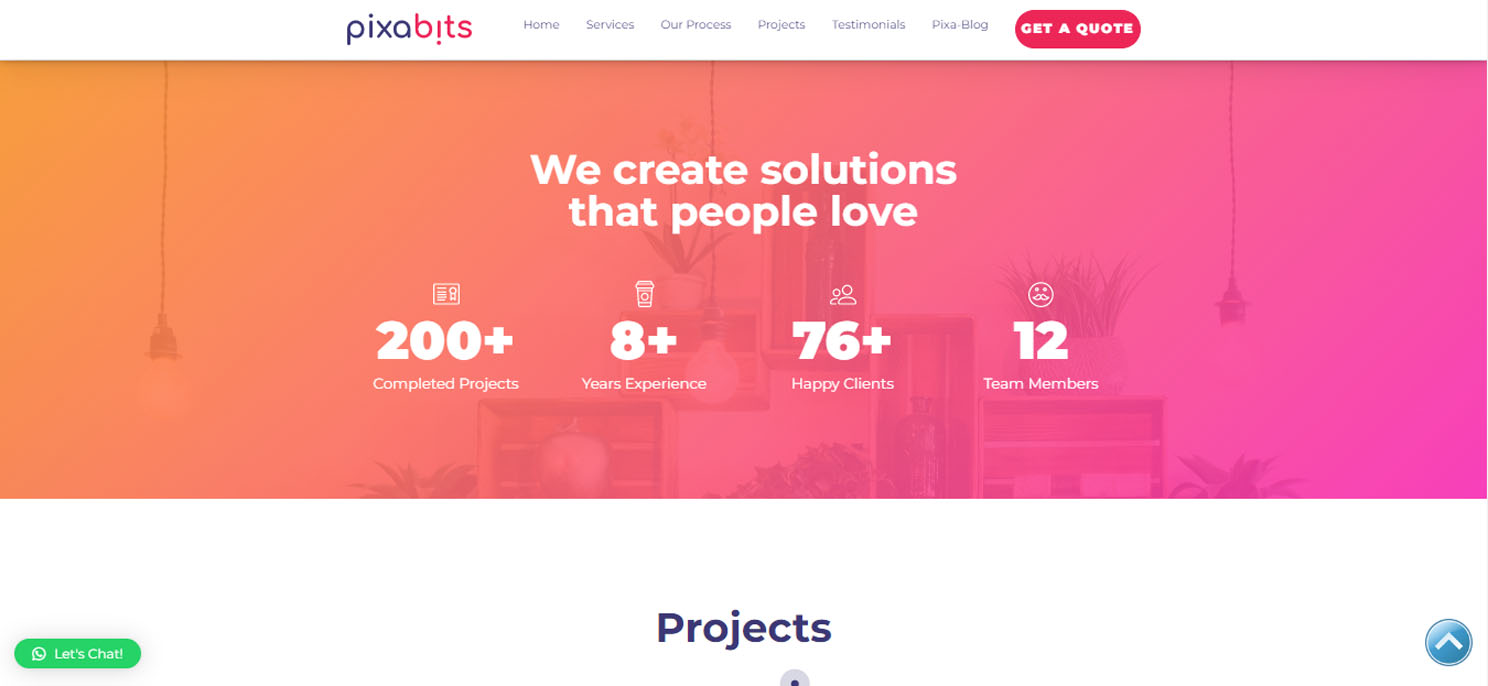 pixabits
Home Services Our Process Projects Testimonials Pixa-Blog GET A QUOTE
We create solutions
that people love
200+ 8+ 76+ 12
Completed Projects Years Experience Happy Clients Team Members
Projects
Let's Chat!